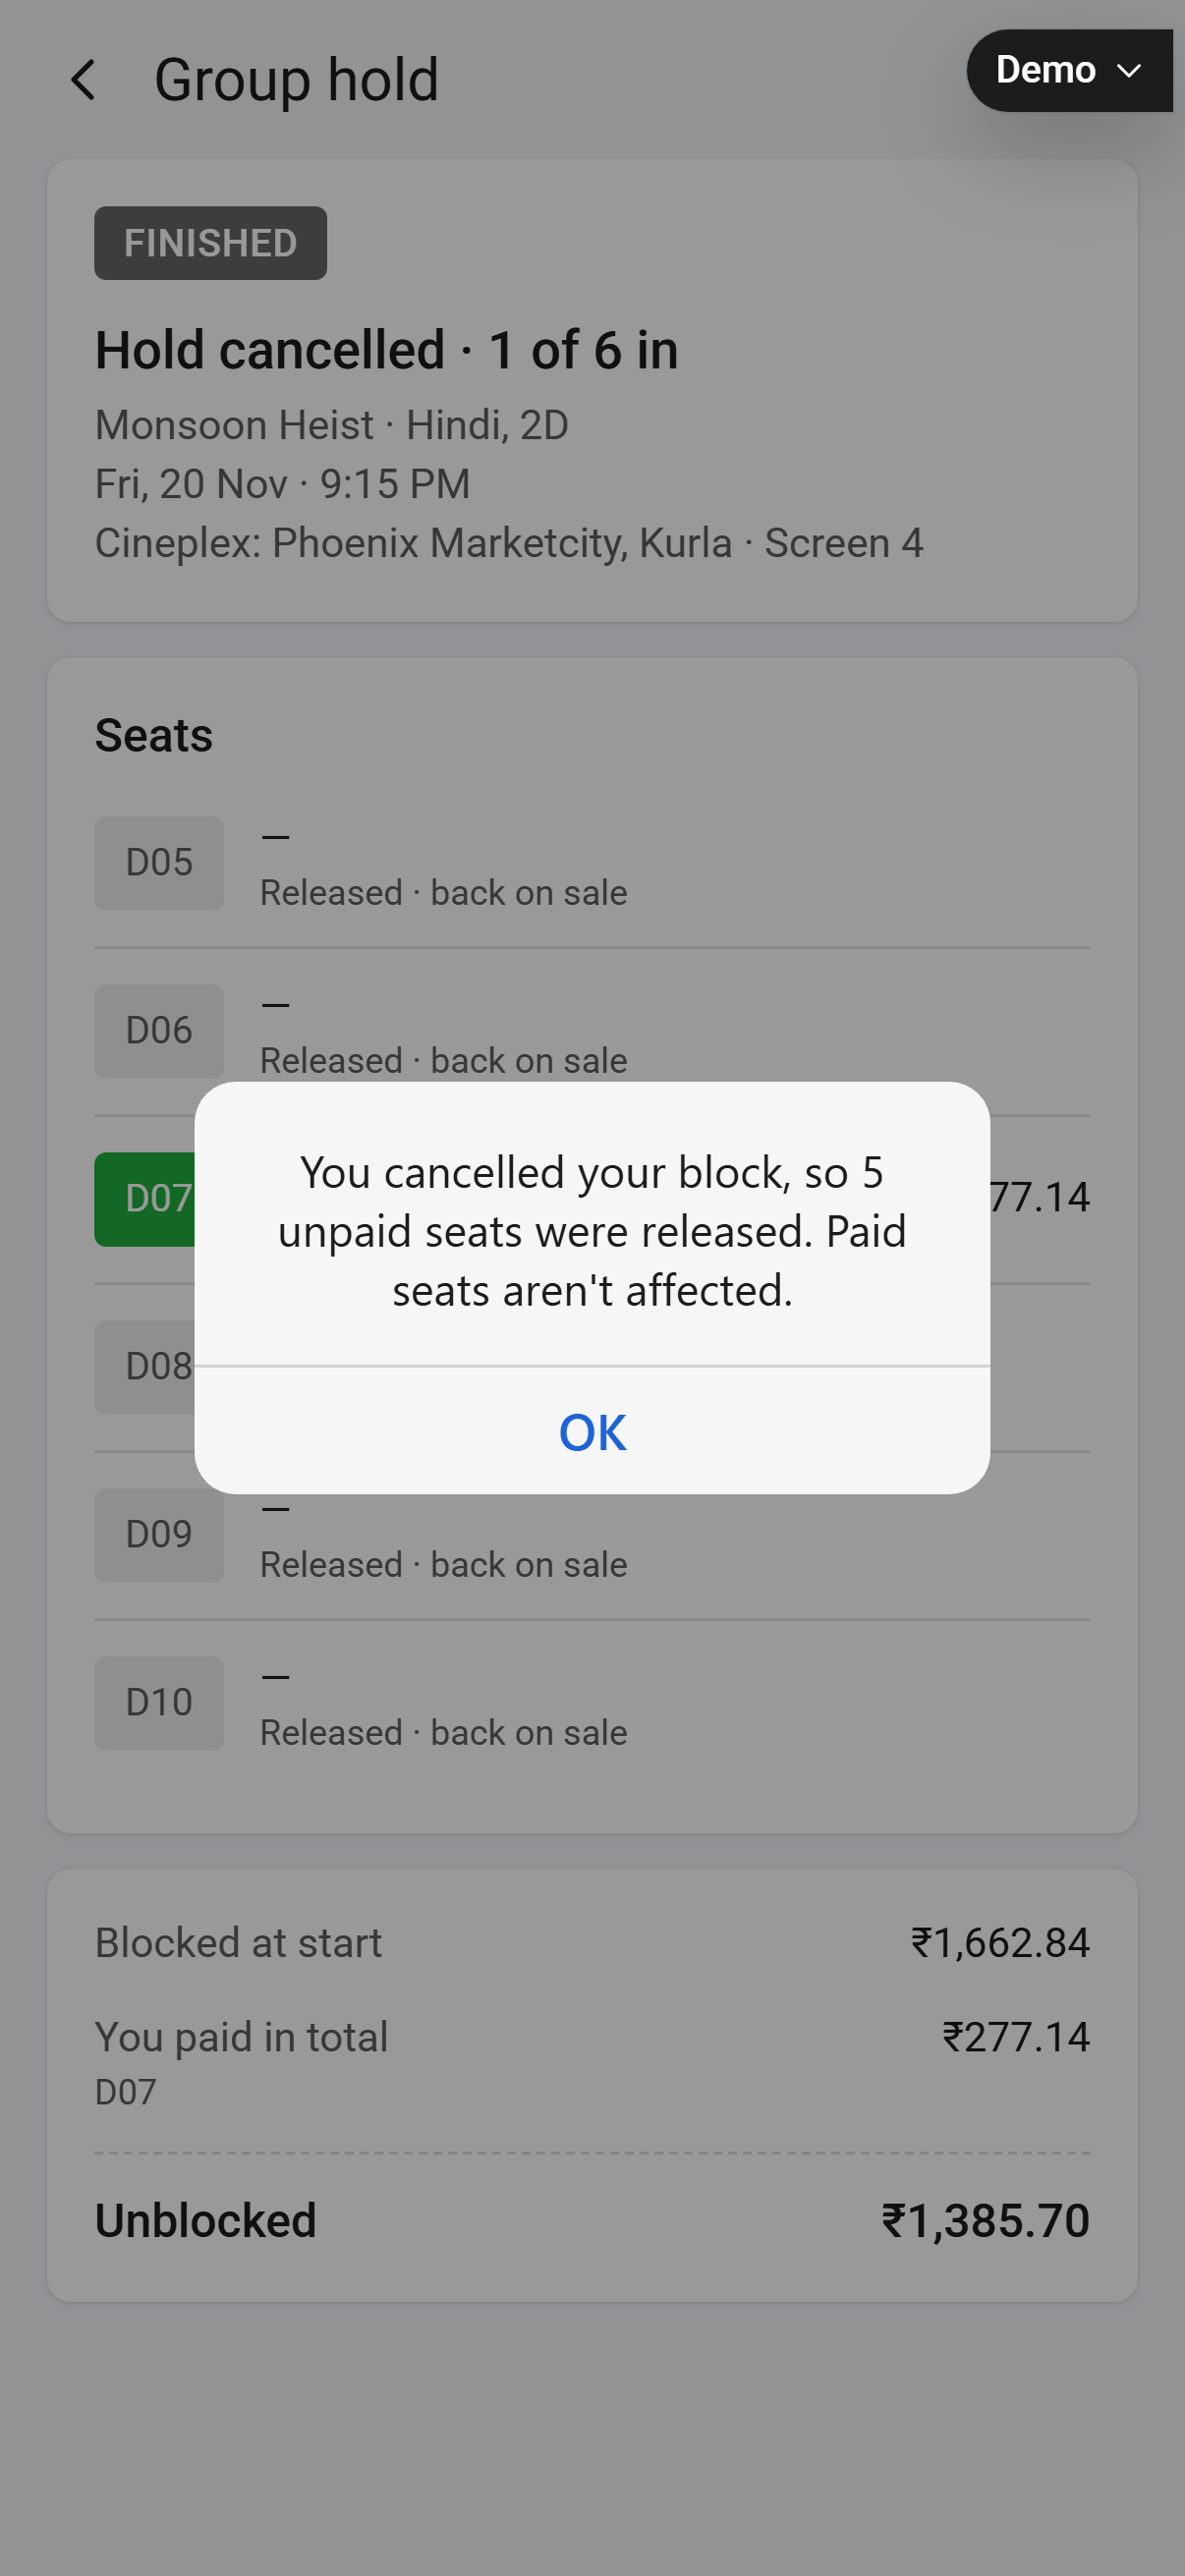 Group hold
Demo
FINISHED
Hold cancelled · 1 of 6 in
Monsoon Heist · Hindi, 2D
Fri, 20 Nov · 9:15 PM
Cineplex: Phoenix Marketcity, Kurla · Screen 4
Seats
D05
—
Released · back on sale
D06
—
Released · back on sale
D07
77.14
You cancelled your block, so 5
unpaid seats were released. Paid
seats aren't affected.
OK
D08
D09
—
Released · back on sale
D10
—
Released · back on sale
Blocked at start ₹1,662.84
You paid in total ₹277.14
D07
Unblocked ₹1,385.70